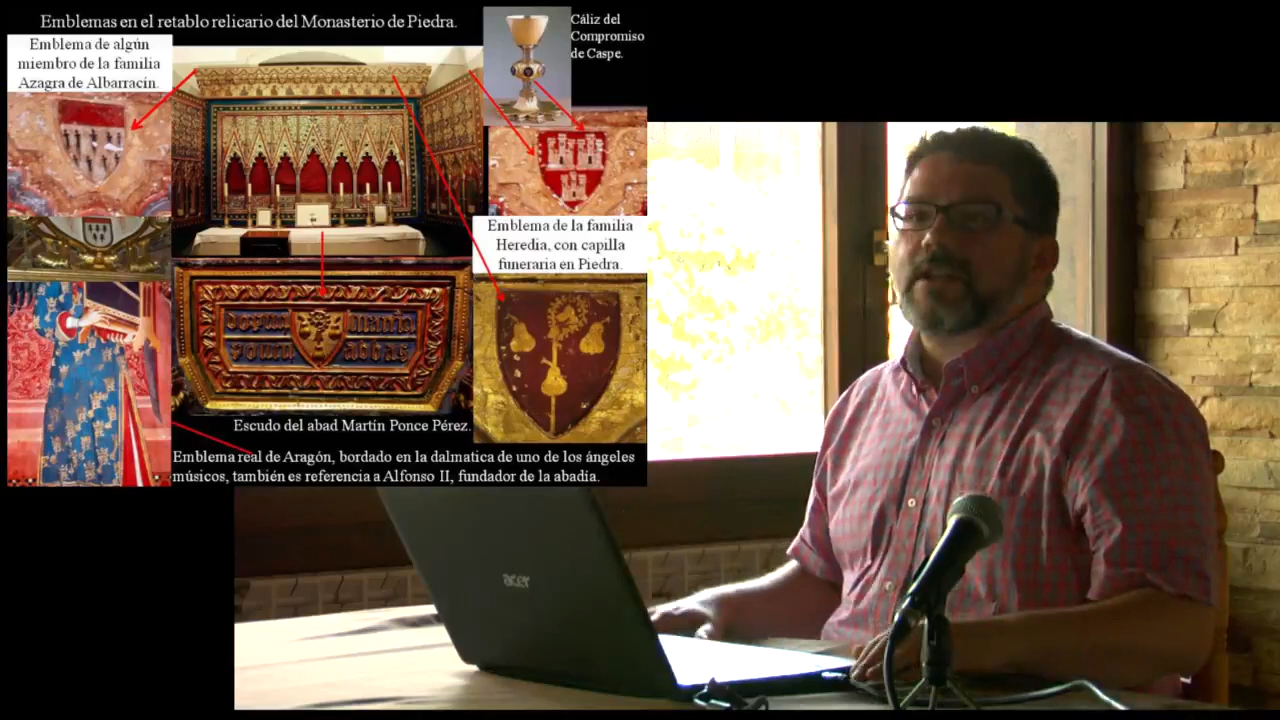 Emblemas en el retablo relicario del Monasterio de Piedra.
Cáliz del
Compromiso
de Caspe.
Emblema de algún
miembro de la familia
Azagra de Albarracín.
Emblema de la familia
Heredia, con capilla
funeraria en Piedra.
Escudo del abad Martín Ponce Pérez.
Emblema real de Aragón, bordado en la dalmatica de uno de los ángeles
músicos, también es referencia a Alfonso II, fundador de la abadía.
acer